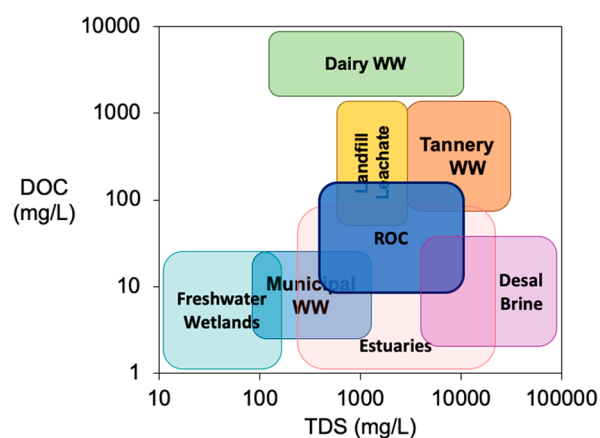 10000
Dairy WW
1000
Landfill
Leachate
Tannery
WW
DOC
(mg/L)
100
ROC
10
Municipal
WW
Freshwater
Wetlands
Desal
Brine
Estuaries
1
10
100
1000
10000
100000
TDS (mg/L)